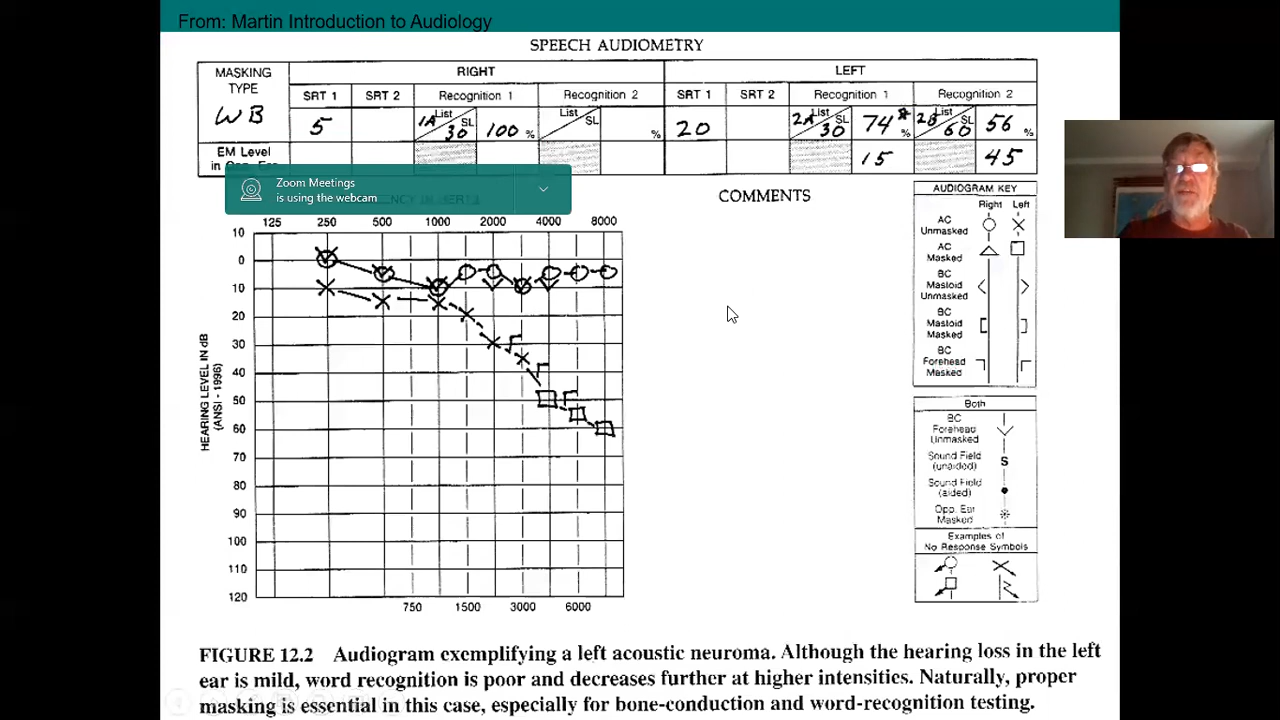 From: Martin Introduction to Audiology
SPEECH AUDIOMETRY
MASKING TYPE
RIGHT
LEFT
SRT 1 SRT 2 Recognition 1 Recognition 2 SRT 1 SRT 2 Recognition 1 Recognition 2
WB 5 1A List SL 30 100 % List SL % 20 2A List SL 30 74* % 2B List SL 60 56 %
EM Level
in
15 45
Zoom Meetings
is using the webcam
COMMENTS
125 250 500 1000 2000 4000 8000
10
0
10
20
30
40
50
60
70
80
90
100
110
120
HEARING LEVEL IN dB
(ANSI - 1996)
750 1500 3000 6000
AUDIOGRAM KEY
Right Left
AC
Unmasked
AC
Masked
BC
Mastoid
Unmasked
BC
Mastoid
Masked
BC
Forehead
Masked
Both
BC
Forehead
Unmasked
Sound Field
(unaided)
S
Sound Field
(aided)
Opp. Ear
Masked
Examples of
No Response Symbols
FIGURE 12.2 Audiogram exemplifying a left acoustic neuroma. Although the hearing loss in the left
ear is mild, word recognition is poor and decreases further at higher intensities. Naturally, proper
masking is essential in this case, especially for bone-conduction and word-recognition testing.